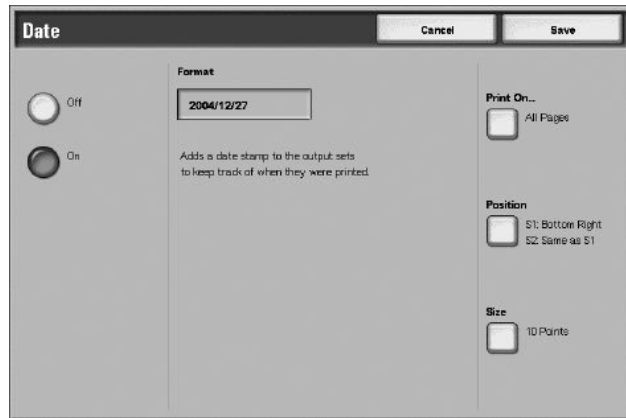 Date
Cancel
Save
Off
On
Format
2004/12/27
Adds a date stamp to the output sets
to keep track of when they were printed.
Print On...
All Pages
Position
S1: Bottom Right
S2: Same as S1
Size
10 Points